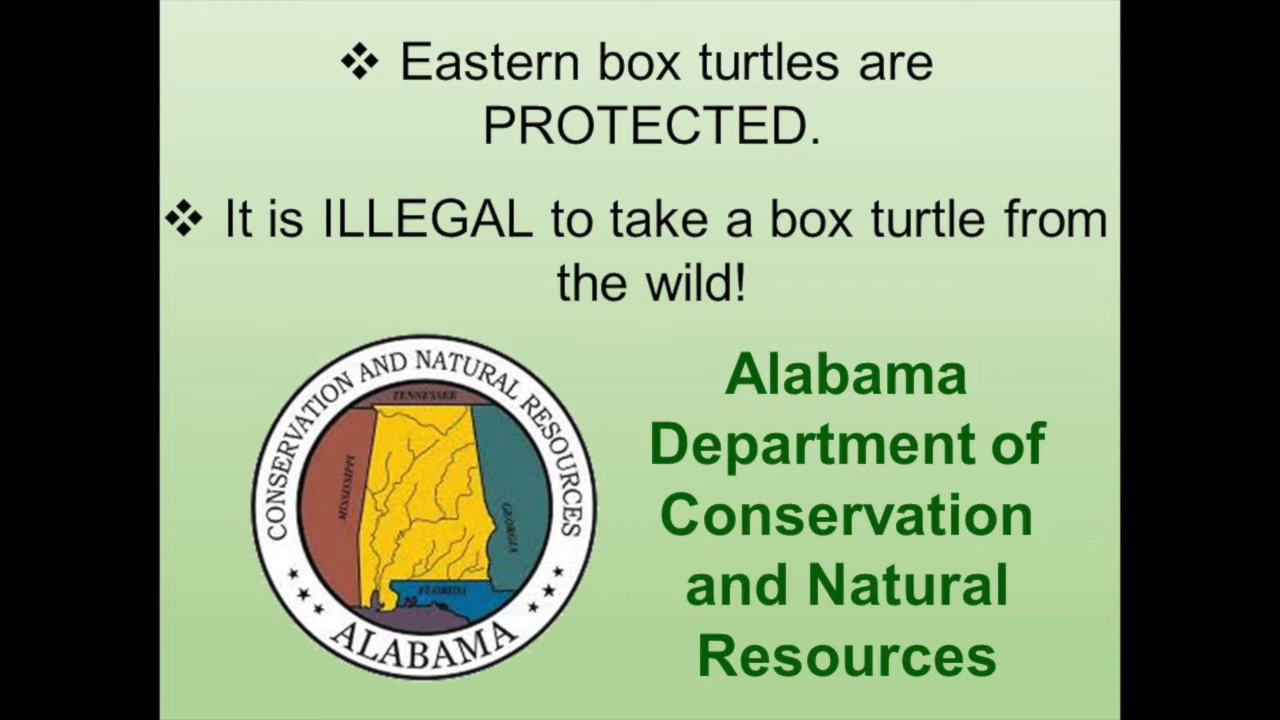 ❖ Eastern box turtles are
PROTECTED.
❖ It is ILLEGAL to take a box turtle from
the wild!
CONSERVATION AND NATURAL RESOURCES
TENNESSEE
MISSISSIPPI
GEORGIA
FLORIDA
ALABAMA
Alabama
Department of
Conservation
and Natural
Resources